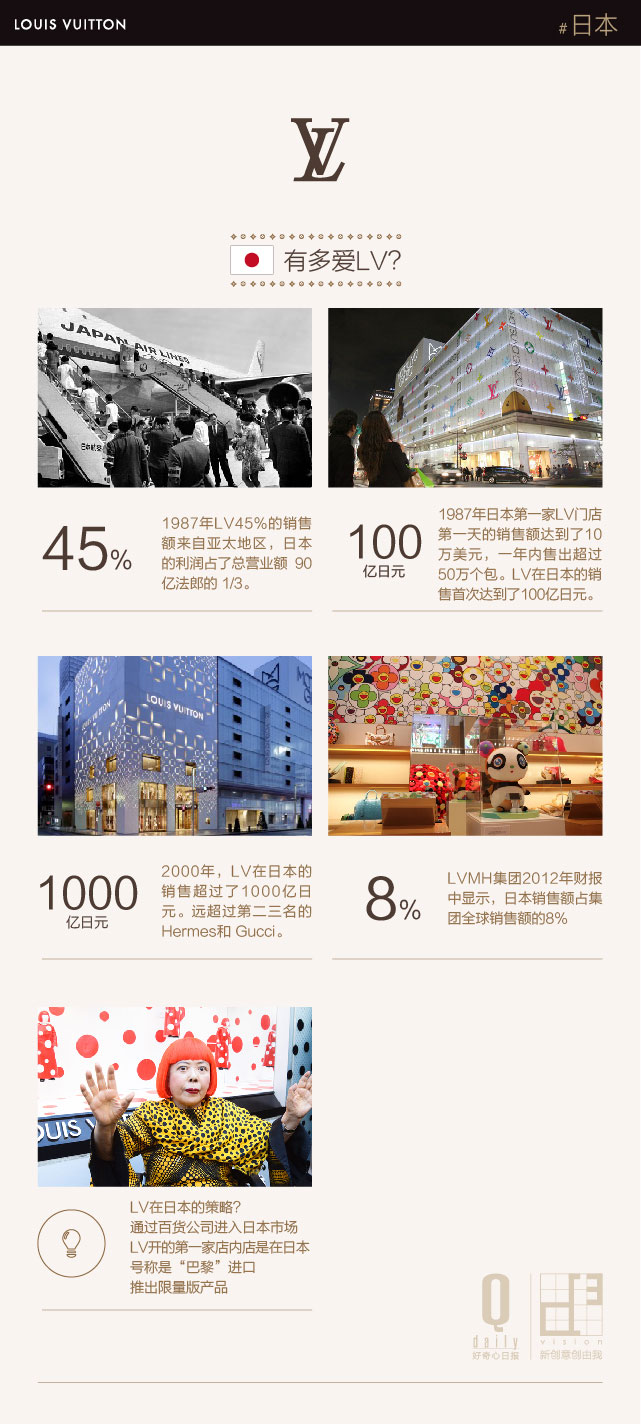 LOUIS VUITTON
#日本
LV
有多爱LV?
JAPAN AIR LINES
日本航空
45%
1987年LV45%的销售
额来自亚太地区，日本
的利润占了总营业额 90
亿法郎的 1/3。
100
亿日元
1987年日本第一家LV门店
第一天的销售额达到了10
万美元，一年内售出超过
50万个包。LV在日本的销
售首次达到了100亿日元。
LOUIS VUITTON
1000
亿日元
2000年，LV在日本的
销售超过了1000亿日
元。远超过第二三名的
Hermes和 Gucci。
8%
LVMH集团2012年财报
中显示，日本销售额占集
团全球销售额的8%
OUIS VU
LV在日本的策略?
通过百货公司进入日本市场
LV开的第一家店内店是在日本
号称是“巴黎”进口
推出限量版产品
Q
daily
好奇心日报
vision
新创意创由我